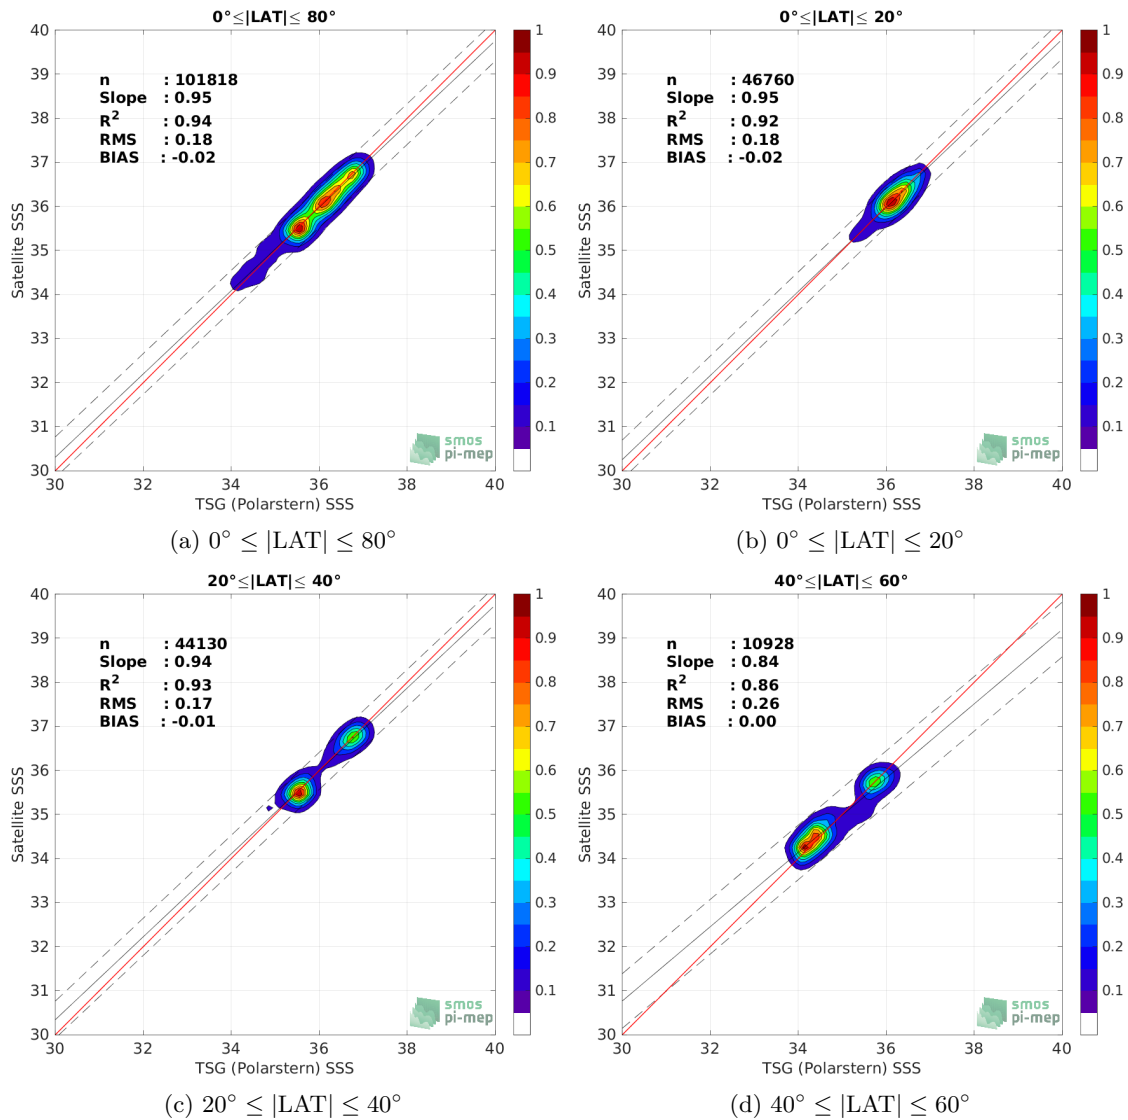 0°≤|LAT|≤ 80°
n : 101818
Slope : 0.95
R² : 0.94
RMS : 0.18
BIAS : -0.02
40
39
38
37
36
35
34
33
32
31
30
30 32 34 36 38 40
Satellite SSS
TSG (Polarstern) SSS
1
0.9
0.8
0.7
0.6
0.5
0.4
0.3
0.2
0.1
smos
pi-mep
(a) 0° ≤ |LAT| ≤ 80°
0°≤|LAT|≤ 20°
n : 46760
Slope : 0.95
R² : 0.92
RMS : 0.18
BIAS : -0.02
40
39
38
37
36
35
34
33
32
31
30
30 32 34 36 38 40
Satellite SSS
TSG (Polarstern) SSS
1
0.9
0.8
0.7
0.6
0.5
0.4
0.3
0.2
0.1
smos
pi-mep
(b) 0° ≤ |LAT| ≤ 20°
20°≤|LAT|≤ 40°
n : 44130
Slope : 0.94
R² : 0.93
RMS : 0.17
BIAS : -0.01
40
39
38
37
36
35
34
33
32
31
30
30 32 34 36 38 40
Satellite SSS
TSG (Polarstern) SSS
1
0.9
0.8
0.7
0.6
0.5
0.4
0.3
0.2
0.1
smos
pi-mep
(c) 20° ≤ |LAT| ≤ 40°
40°≤|LAT|≤ 60°
n : 10928
Slope : 0.84
R² : 0.86
RMS : 0.26
BIAS : 0.00
40
39
38
37
36
35
34
33
32
31
30
30 32 34 36 38 40
Satellite SSS
TSG (Polarstern) SSS
1
0.9
0.8
0.7
0.6
0.5
0.4
0.3
0.2
0.1
smos
pi-mep
(d) 40° ≤ |LAT| ≤ 60°